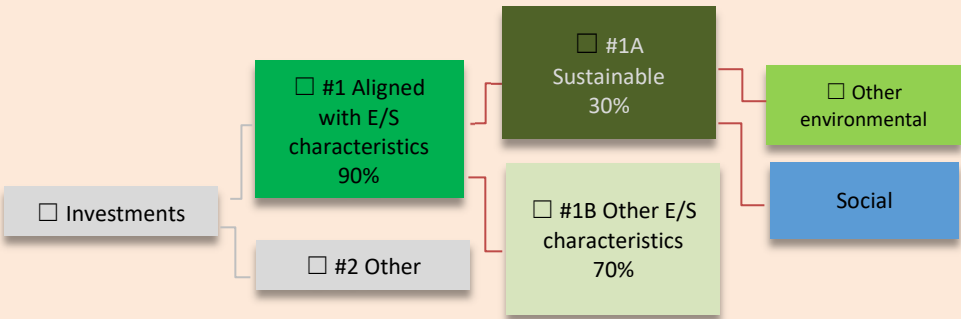 ☐ Investments
☐ #1 Aligned
with E/S
characteristics
90%
☐ #2 Other
☐ #1A
Sustainable
30%
☐ #1B Other E/S
characteristics
70%
☐ Other
environmental
Social